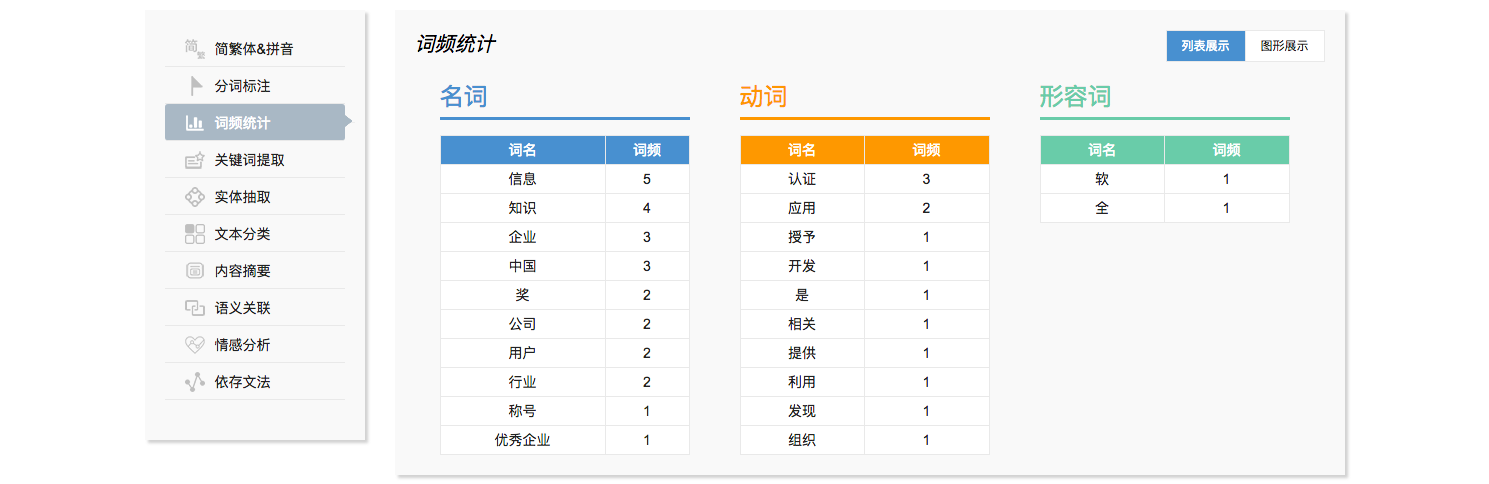 简繁体&拼音
分词标注
词频统计
关键词提取
实体抽取
文本分类
内容摘要
语义关联
情感分析
依存文法
词频统计
列表展示 图形展示
名词
词名 词频
信息 5
知识 4
企业 3
中国 3
奖 2
公司 2
用户 2
行业 2
称号 1
优秀企业 1
动词
词名 词频
认证 3
应用 2
授予 1
开发 1
是 1
相关 1
提供 1
利用 1
发现 1
组织 1
形容词
词名 词频
软 1
全 1